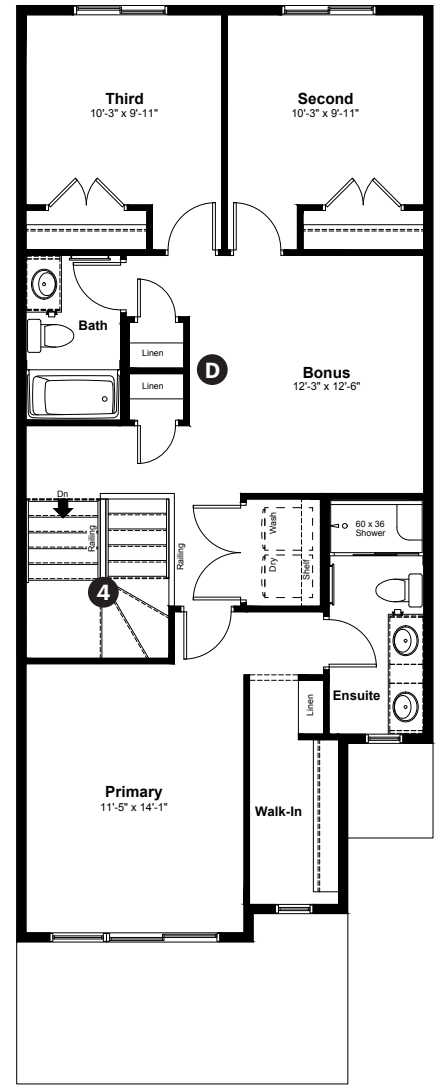 Third
10'-3" x 9'-11"
Second
10'-3" x 9'-11"
Bath
Linen
Linen
D
Bonus
12'-3" x 12'-6"
Dn
Railing
Railing
4
Wash
Dry
Shelf
60 x 36
Shower
Ensuite
Linen
Primary
11'-5" x 14'-1"
Walk-In